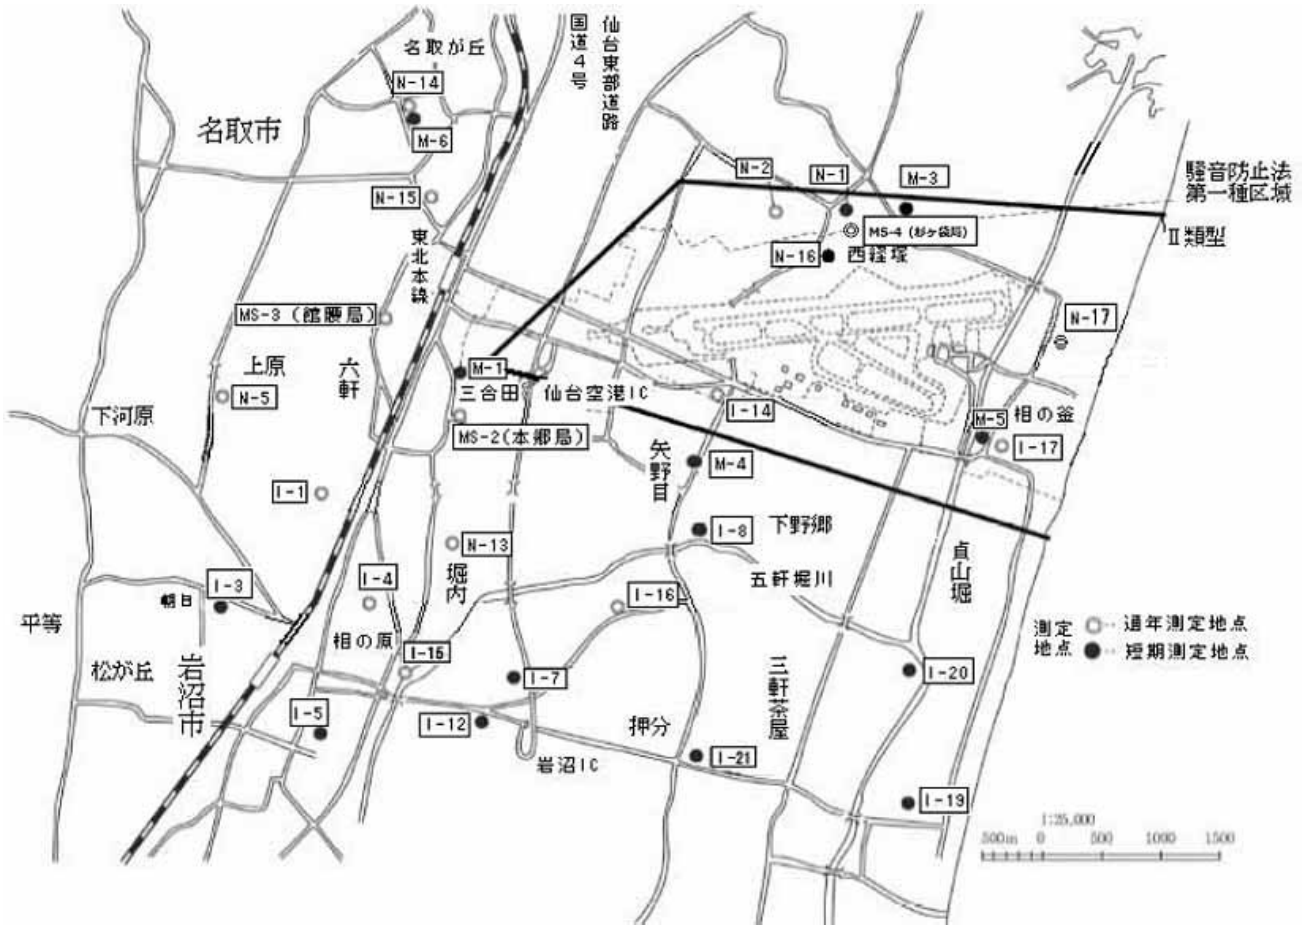 名取が丘
国道4号
仙台東部道路
N-14
名取市
M-6
N-2
N-1
M-3
騒音防止法
第一種区域
N-15
MS-4 (杉ヶ袋局)
II類型
東北本線
N-16
西経塚
MS-3 (館腰局)
N-17
上原
六軒
M-1
三合田
仙台空港IC
N-5
I-14
下河原
M-5
相の釜
MS-2(本郷局)
I-17
矢野目
M-4
I-1
I-8
下野郷
N-13
堀内
貞山堀
I-4
五軒堀川
I-3
朝日
I-16
平等
相の原
測定
地点
通年測定地点
短期測定地点
I-15
松が丘
岩沼市
I-7
三軒茶屋
I-20
I-5
I-12
押分
岩沼IC
I-21
I-19
1:25,000
500m 0 500 1000 1500